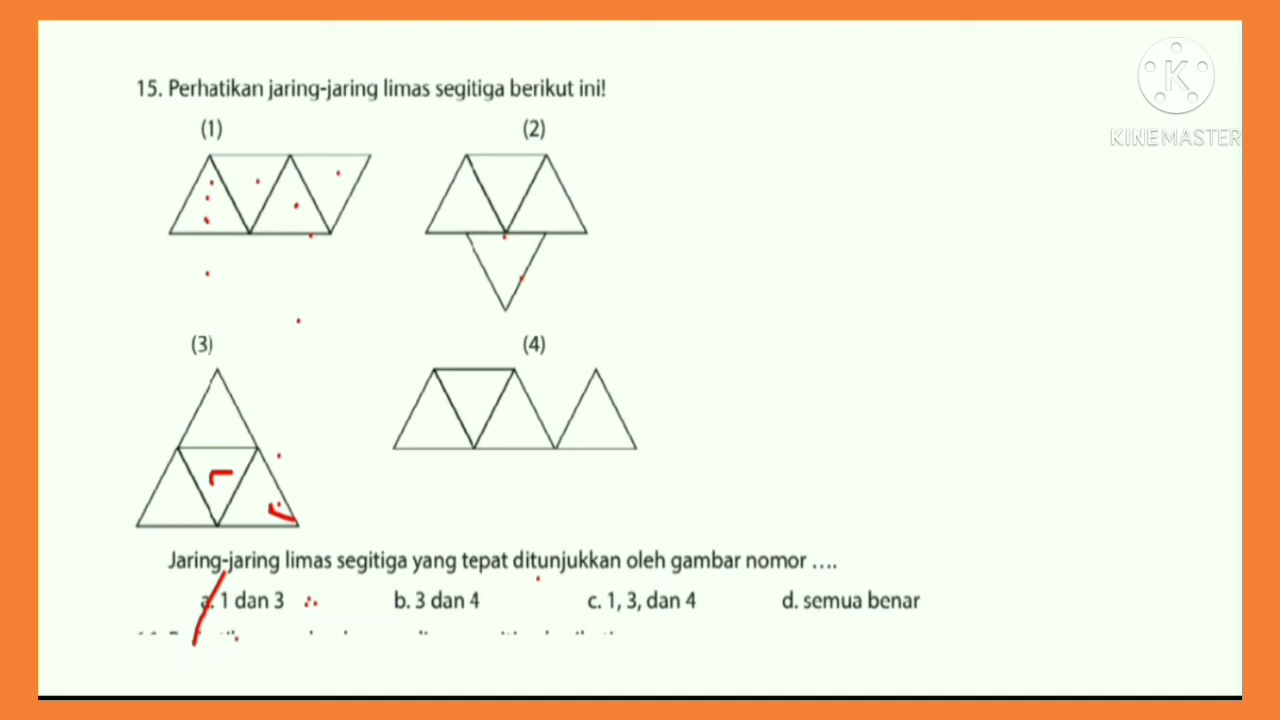 K
KINEMASTER
15. Perhatikan jaring-jaring limas segitiga berikut ini!
(1) (2)
(3) (4)
Jaring-jaring limas segitiga yang tepat ditunjukkan oleh gambar nomor ....
a. 1 dan 3 b. 3 dan 4 c. 1, 3, dan 4 d. semua benar